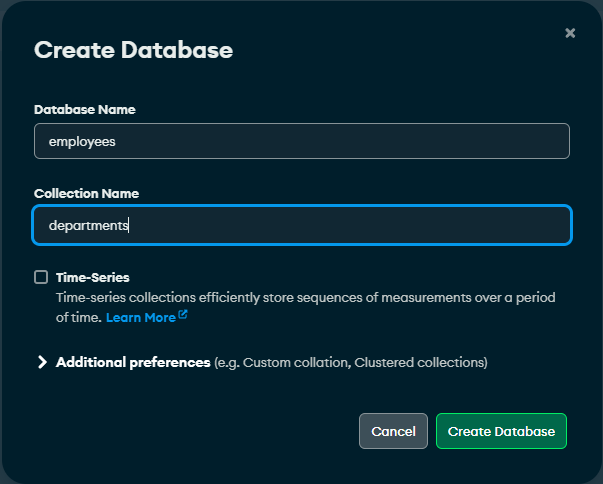 Create Database
Database Name
employees
Collection Name
departments
Time-Series
Time-series collections efficiently store sequences of measurements over a period
of time. Learn More
Additional preferences (e.g. Custom collation, Clustered collections)
Cancel
Create Database